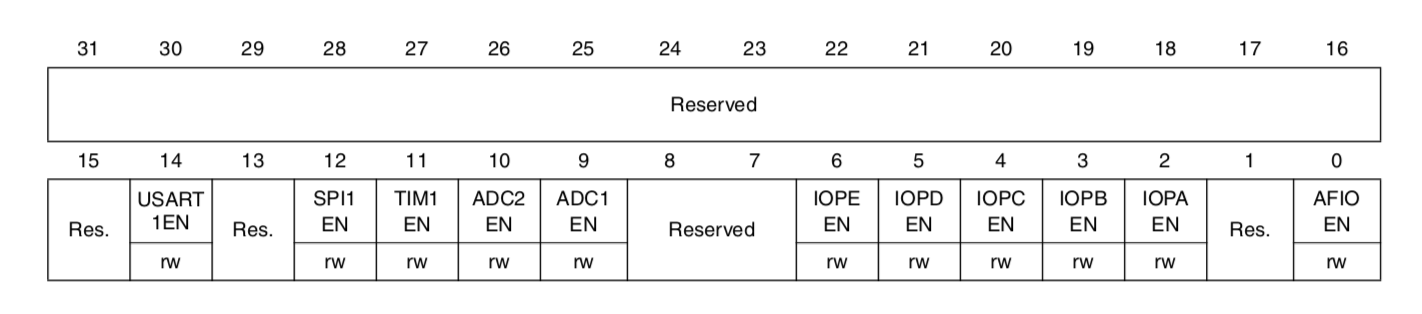 31 30 29 28 27 26 25 24 23 22 21 20 19 18 17 16
Reserved
15 14 13 12 11 10 9 8 7 6 5 4 3 2 1 0
Res. USART 1EN Res. SPI1 EN TIM1 EN ADC2 EN ADC1 EN Reserved IOPE EN IOPD EN IOPC EN IOPB EN IOPA EN Res. AFIO EN
rw rw rw rw rw rw rw rw rw rw rw